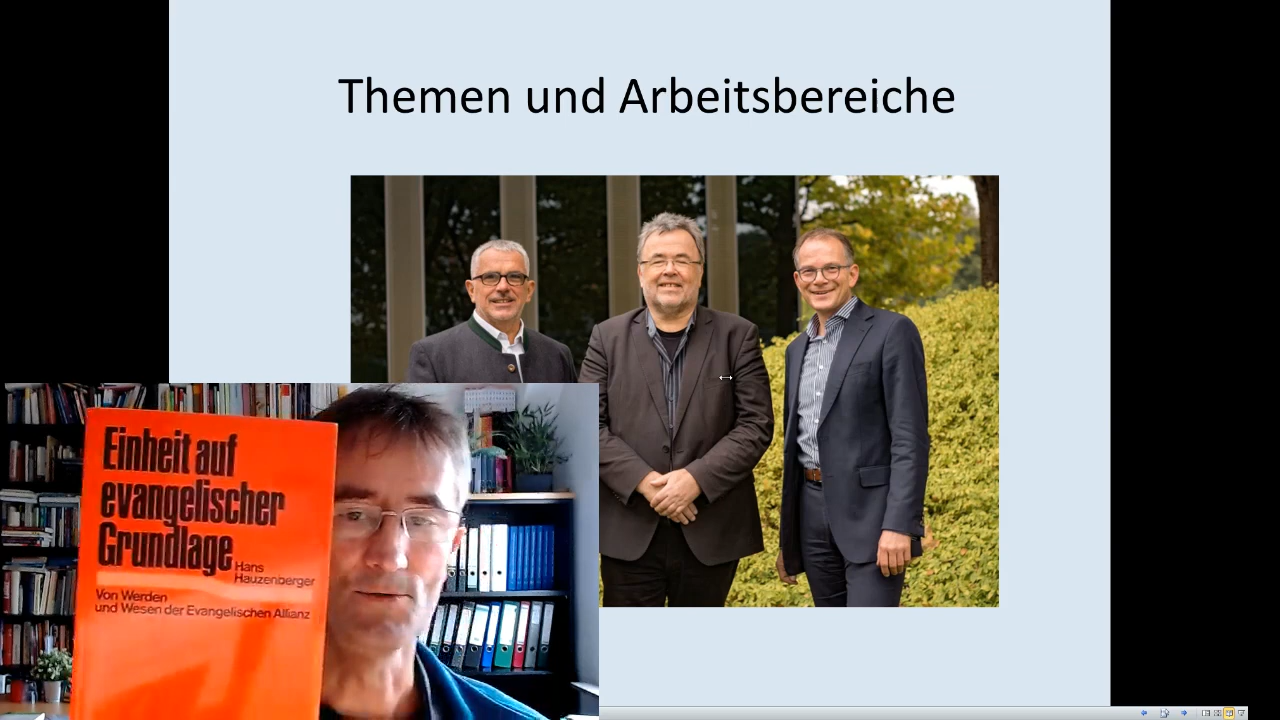 Themen und Arbeitsbereiche
Einheit auf
evangelischer
Grundlage
Hans
Hauzenberger
Von Werden
und Wesen der Evangelischen Allianz